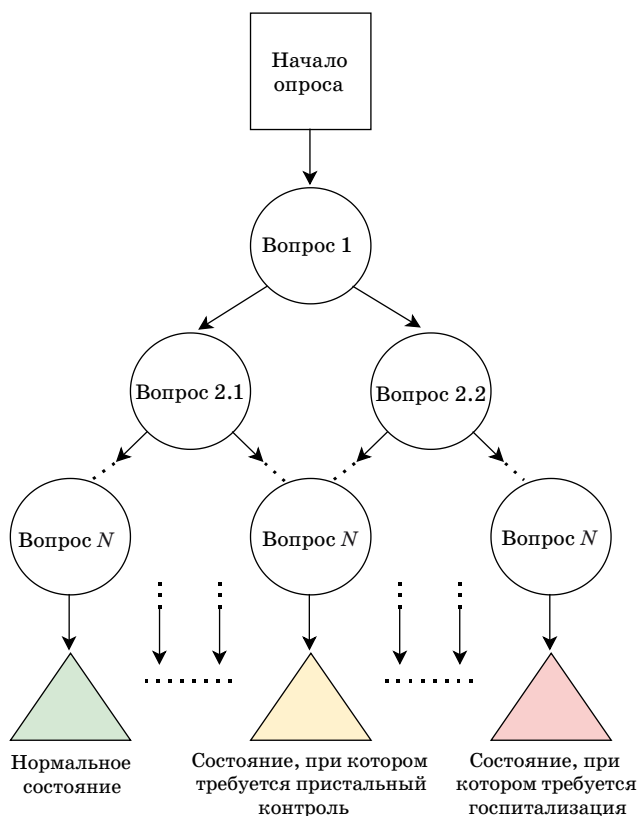 Начало
опроса
Вопрос 1
Вопрос 2.1
Вопрос 2.2
Вопрос N
Вопрос N
Вопрос N
Нормальное
состояние
Состояние, при котором
требуется пристальный
контроль
Состояние, при
котором требуется
госпитализация